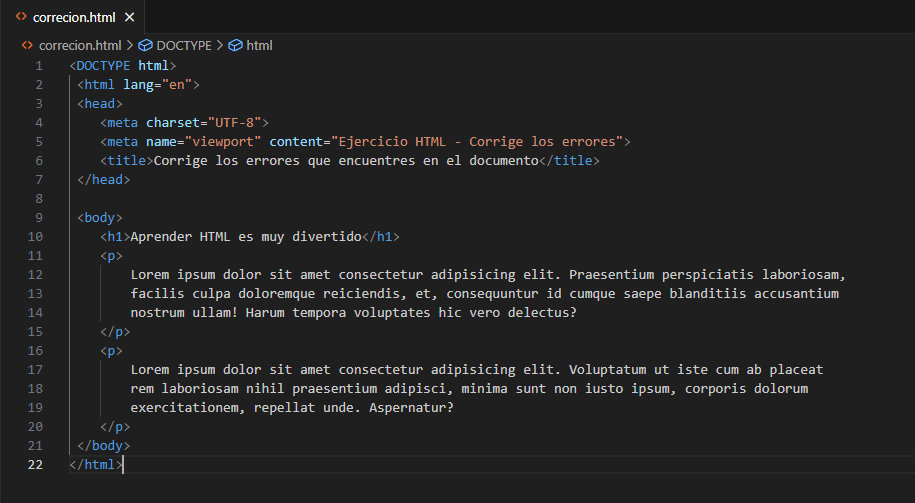 correcion.html
correcion.html > DOCTYPE > html
1 <DOCTYPE html>
2 <html lang="en">
3 <head>
4 <meta charset="UTF-8">
5 <meta name="viewport" content="Ejercicio HTML - Corrige los errores">
6 <title>Corrige los errores que encuentres en el documento</title>
7 </head>
8
9 <body>
10 <h1>Aprender HTML es muy divertido</h1>
11 <p>
12 Lorem ipsum dolor sit amet consectetur adipisicing elit. Praesentium perspiciatis laboriosam,
13 facilis culpa doloremque reiciendis, et, consequuntur id cumque saepe blanditiis accusantium
14 nostrum ullam! Harum tempora voluptates hic vero delectus?
15 </p>
16 <p>
17 Lorem ipsum dolor sit amet consectetur adipisicing elit. Voluptatum ut iste cum ab placeat
18 rem laboriosam nihil praesentium adipisci, minima sunt non iusto ipsum, corporis dolorum
19 exercitationem, repellat unde. Aspernatur?
20 </p>
21 </body>
22 </html>